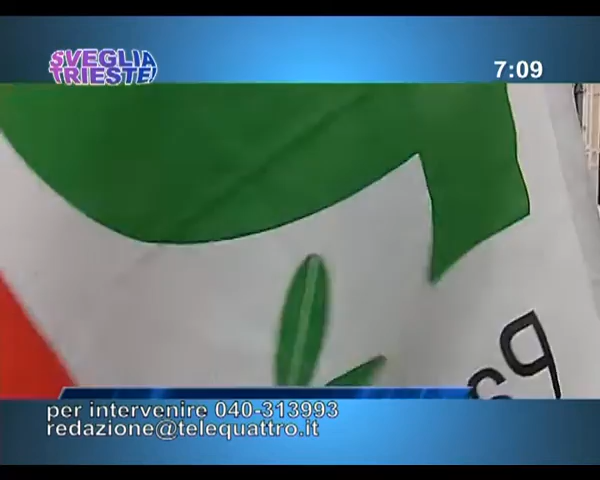 SVEGLIA
TRIESTE!
7:09
per intervenire 040-313993
redazione@telequattro.it